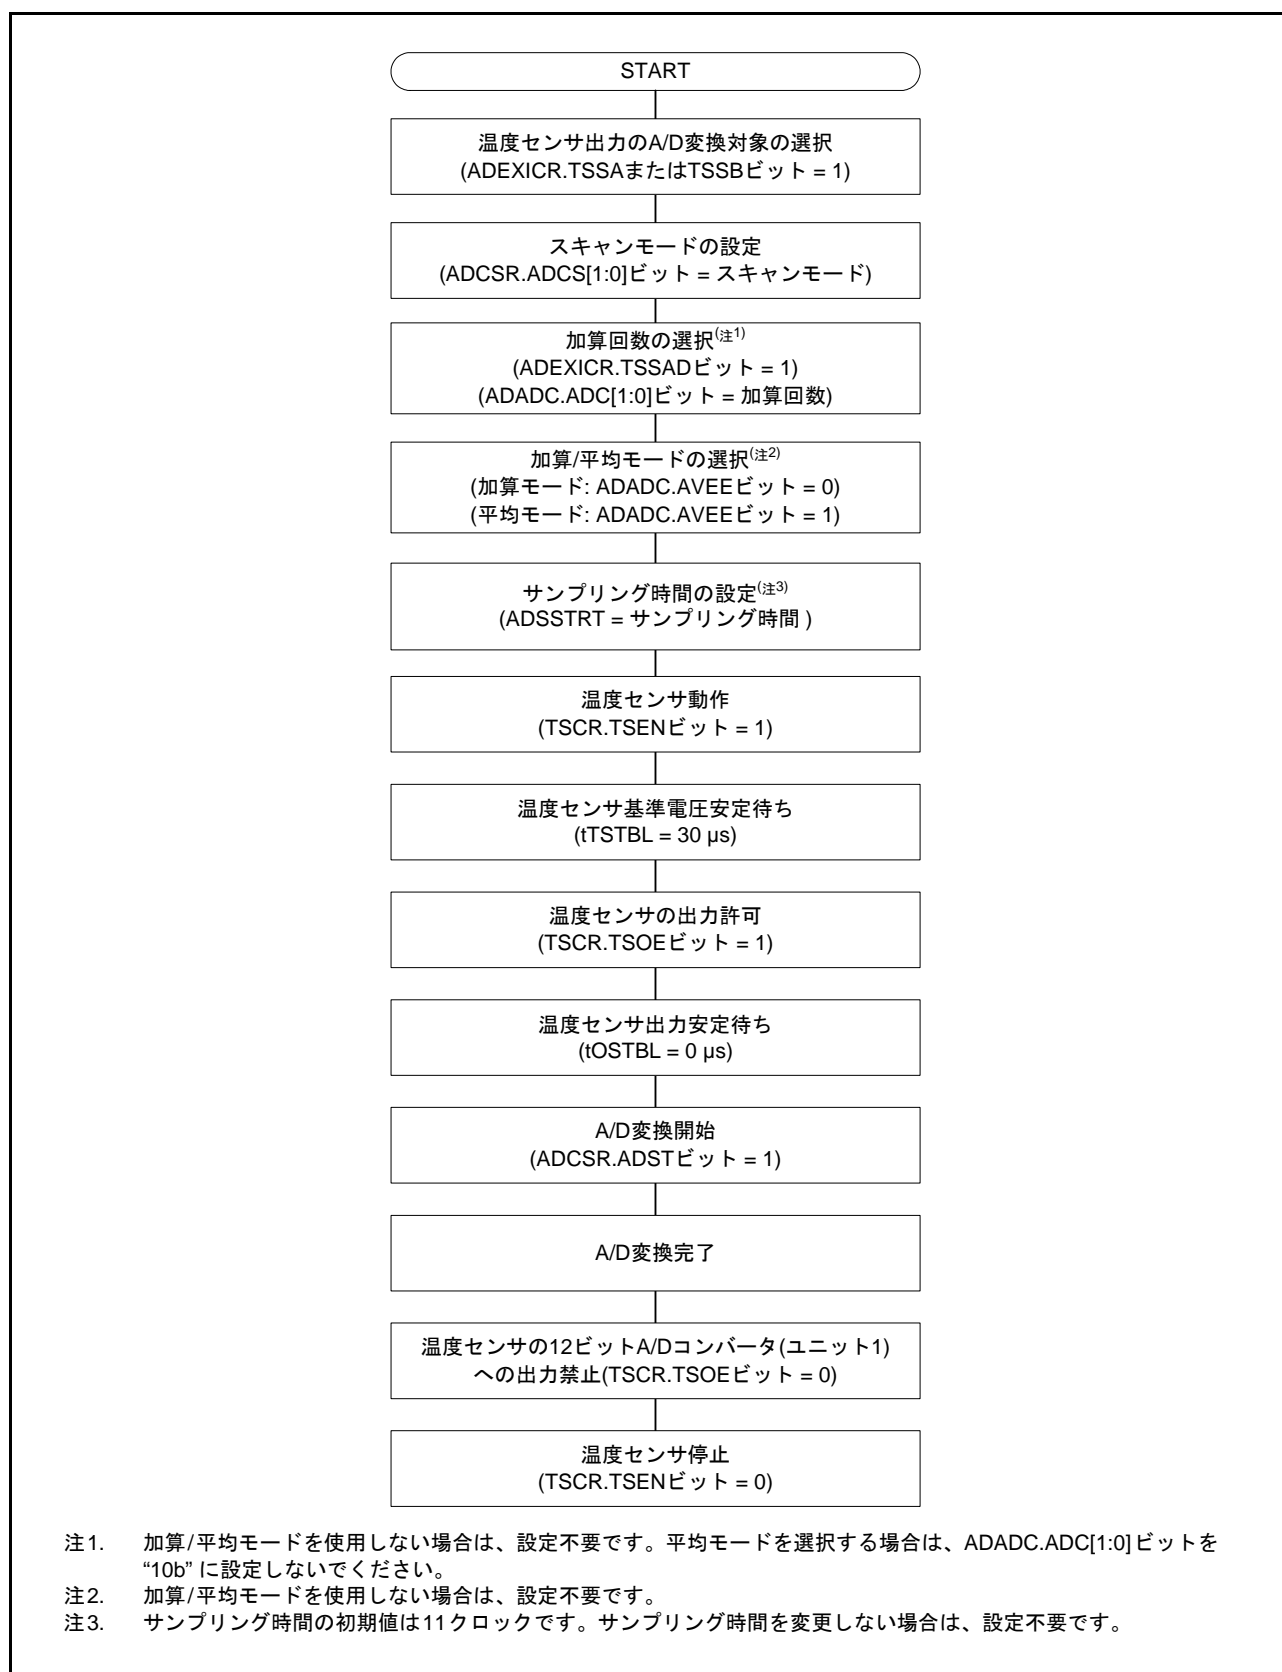 START
温度センサ出力のA/D変換対象の選択
(ADEXICR.TSSAまたはTSSBビット = 1)
スキャンモードの設定
(ADCSR.ADCS[1:0]ビット = スキャンモード)
加算回数の選択(注1)
(ADEXICR.TSSADビット = 1)
(ADADC.ADC[1:0]ビット = 加算回数)
加算/平均モードの選択(注2)
(加算モード: ADADC.AVEEビット = 0)
(平均モード: ADADC.AVEEビット = 1)
サンプリング時間の設定(注3)
(ADSSTRT = サンプリング時間 )
温度センサ動作
(TSCR.TSENビット = 1)
温度センサ基準電圧安定待ち
(tTSTBL = 30 µs)
温度センサの出力許可
(TSCR.TSOEビット = 1)
温度センサ出力安定待ち
(tOSTBL = 0 µs)
A/D変換開始
(ADCSR.ADSTビット = 1)
A/D変換完了
温度センサの12ビットA/Dコンバータ(ユニット1)
への出力禁止(TSCR.TSOEビット = 0)
温度センサ停止
(TSCR.TSENビット = 0)
注1. 加算/平均モードを使用しない場合は、設定不要です。平均モードを選択する場合は、ADADC.ADC[1:0]ビットを
“10b” に設定しないでください。
注2. 加算/平均モードを使用しない場合は、設定不要です。
注3. サンプリング時間の初期値は11クロックです。サンプリング時間を変更しない場合は、設定不要です。